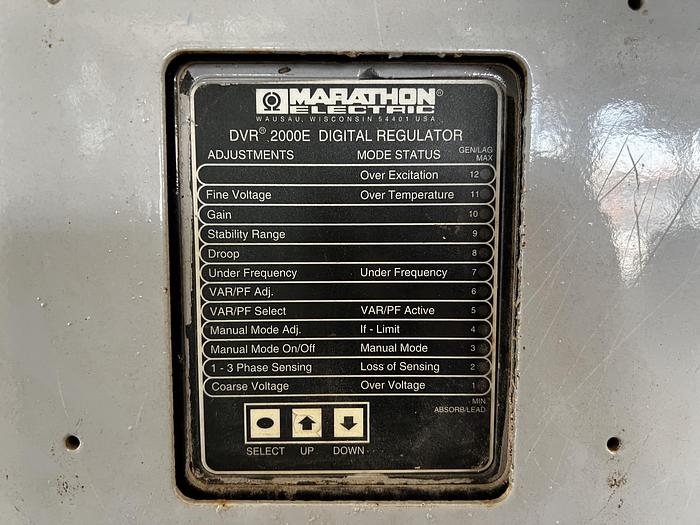 MARATHON®
ELECTRIC
WAUSAU, WISCONSIN 54401 USA
DVR® 2000E DIGITAL REGULATOR
ADJUSTMENTS MODE STATUS GEN/LAG MAX
Over Excitation 12
Fine Voltage Over Temperature 11
Gain 10
Stability Range 9
Droop 8
Under Frequency Under Frequency 7
VAR/PF Adj. 6
VAR/PF Select VAR/PF Active 5
Manual Mode Adj. If - Limit 4
Manual Mode On/Off Manual Mode 3
1 - 3 Phase Sensing Loss of Sensing 2
Coarse Voltage Over Voltage 1
MIN
ABSORB/LEAD
SELECT UP DOWN